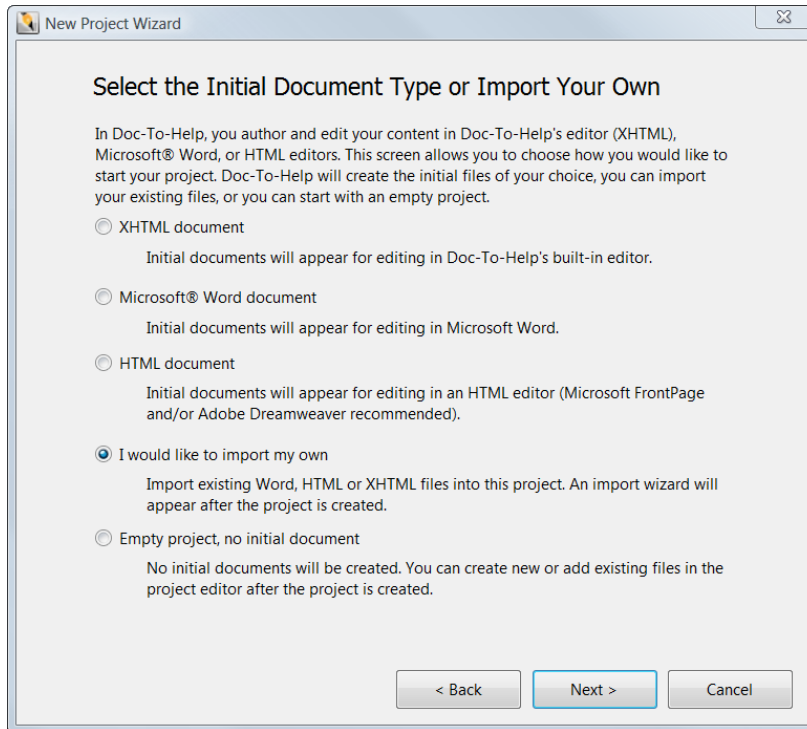 New Project Wizard
Select the Initial Document Type or Import Your Own
In Doc-To-Help, you author and edit your content in Doc-To-Help's editor (XHTML),
Microsoft® Word, or HTML editors. This screen allows you to choose how you would like to
start your project. Doc-To-Help will create the initial files of your choice, you can import
your existing files, or you can start with an empty project.
XHTML document
Initial documents will appear for editing in Doc-To-Help's built-in editor.
Microsoft® Word document
Initial documents will appear for editing in Microsoft Word.
HTML document
Initial documents will appear for editing in an HTML editor (Microsoft FrontPage
and/or Adobe Dreamweaver recommended).
I would like to import my own
Import existing Word, HTML or XHTML files into this project. An import wizard will
appear after the project is created.
Empty project, no initial document
No initial documents will be created. You can create new or add existing files in the
project editor after the project is created.
< Back
Next >
Cancel